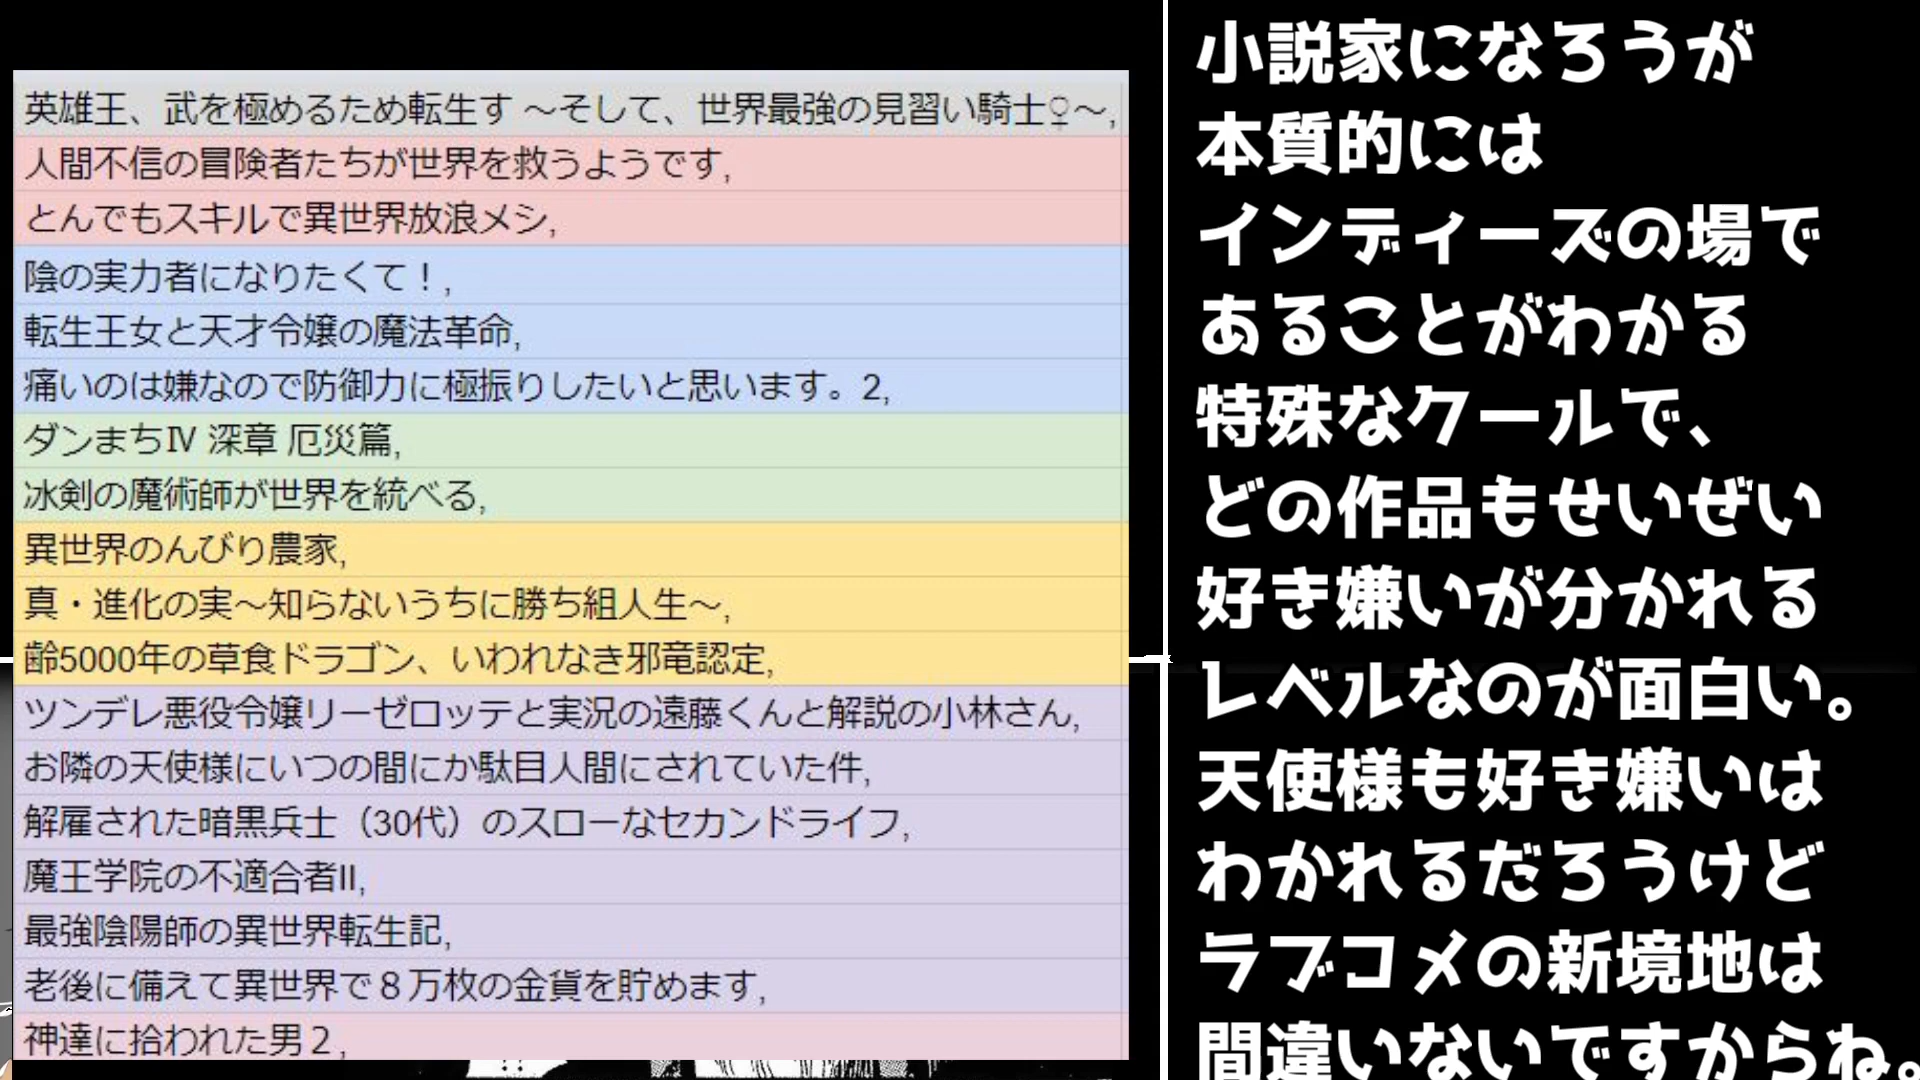 英雄王、武を極めるため転生す ～そして、世界最強の見習い騎士♀～,
人間不信の冒険者たちが世界を救うようです,
とんでもスキルで異世界放浪メシ,
陰の実力者になりたくて！,
転生王女と天才令嬢の魔法革命,
痛いのは嫌なので防御力に極振りしたいと思います。2,
ダンまちⅣ 深章 厄災篇,
冰剣の魔術師が世界を統べる,
異世界のんびり農家,
真・進化の実～知らないうちに勝ち組人生～,
齢5000年の草食ドラゴン、いわれなき邪竜認定,
ツンデレ悪役令嬢リーゼロッテと実況の遠藤くんと解説の小林さん,
お隣の天使様にいつの間にか駄目人間にされていた件,
解雇された暗黒兵士（30代）のスローなセカンドライフ,
魔王学院の不適合者II,
最強陰陽師の異世界転生記,
老後に備えて異世界で８万枚の金貨を貯めます,
神達に拾われた男２,
小説家になろうが
本質的には
インディーズの場で
あることがわかる
特殊なクールで、
どの作品もせいぜい
好き嫌いが分かれる
レベルなのが面白い。
天使様も好き嫌いは
わかれるだろうけど
ラブコメの新境地は
間違いないですからね。